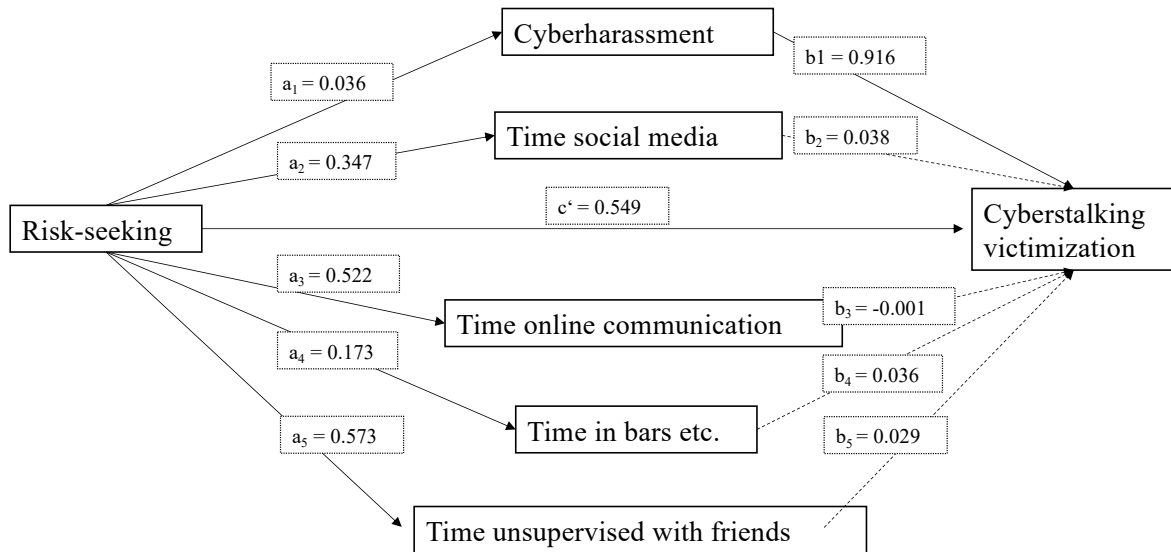 Cyberharassment
b1 = 0.916
a₁ = 0.036
Time social media
b₂ = 0.038
a₂ = 0.347
c‘ = 0.549
Risk-seeking
Cyberstalking
victimization
a₃ = 0.522
Time online communication
b₃ = -0.001
a₄ = 0.173
b₄ = 0.036
Time in bars etc.
a₅ = 0.573
b₅ = 0.029
Time unsupervised with friends